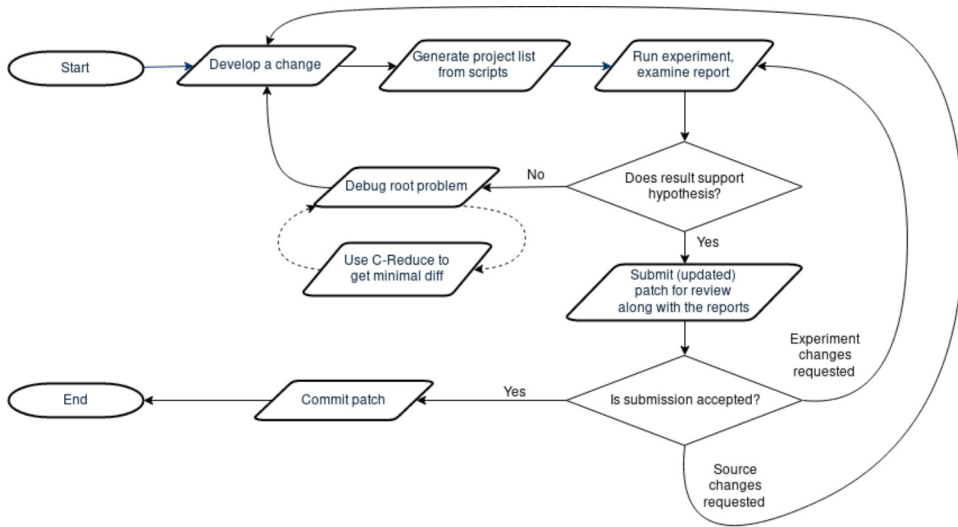 Start
Develop a change
Generate project list
from scripts
Run experiment,
examine report
Does result support
hypothesis?
No
Debug root problem
Use C-Reduce to
get minimal diff
Yes
Submit (updated)
patch for review
along with the reports
Experiment
changes
requested
Is submission accepted?
Yes
Commit patch
End
Source
changes
requested